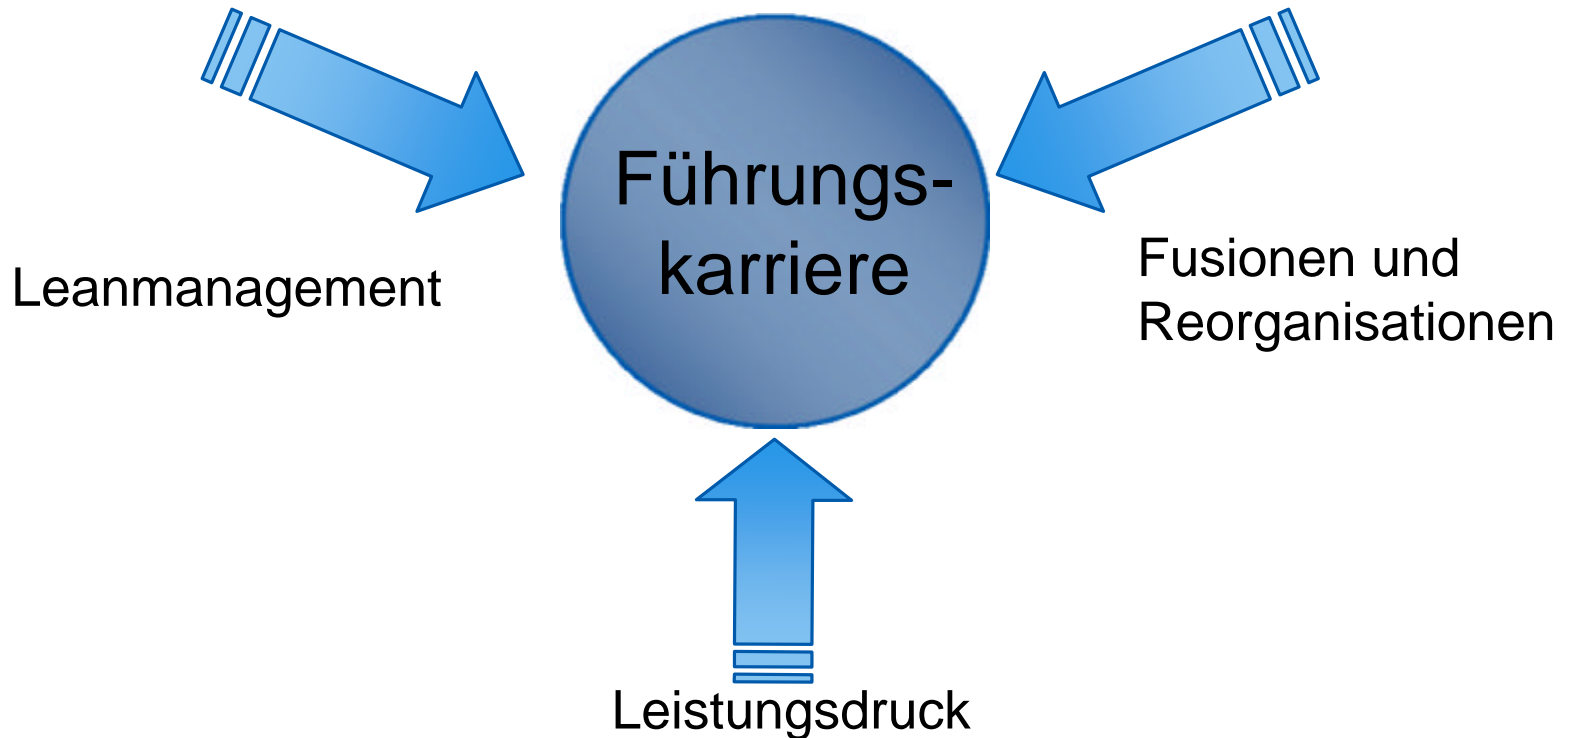 Führungs-
karriere
Leanmanagement
Fusionen und
Reorganisationen
Leistungsdruck